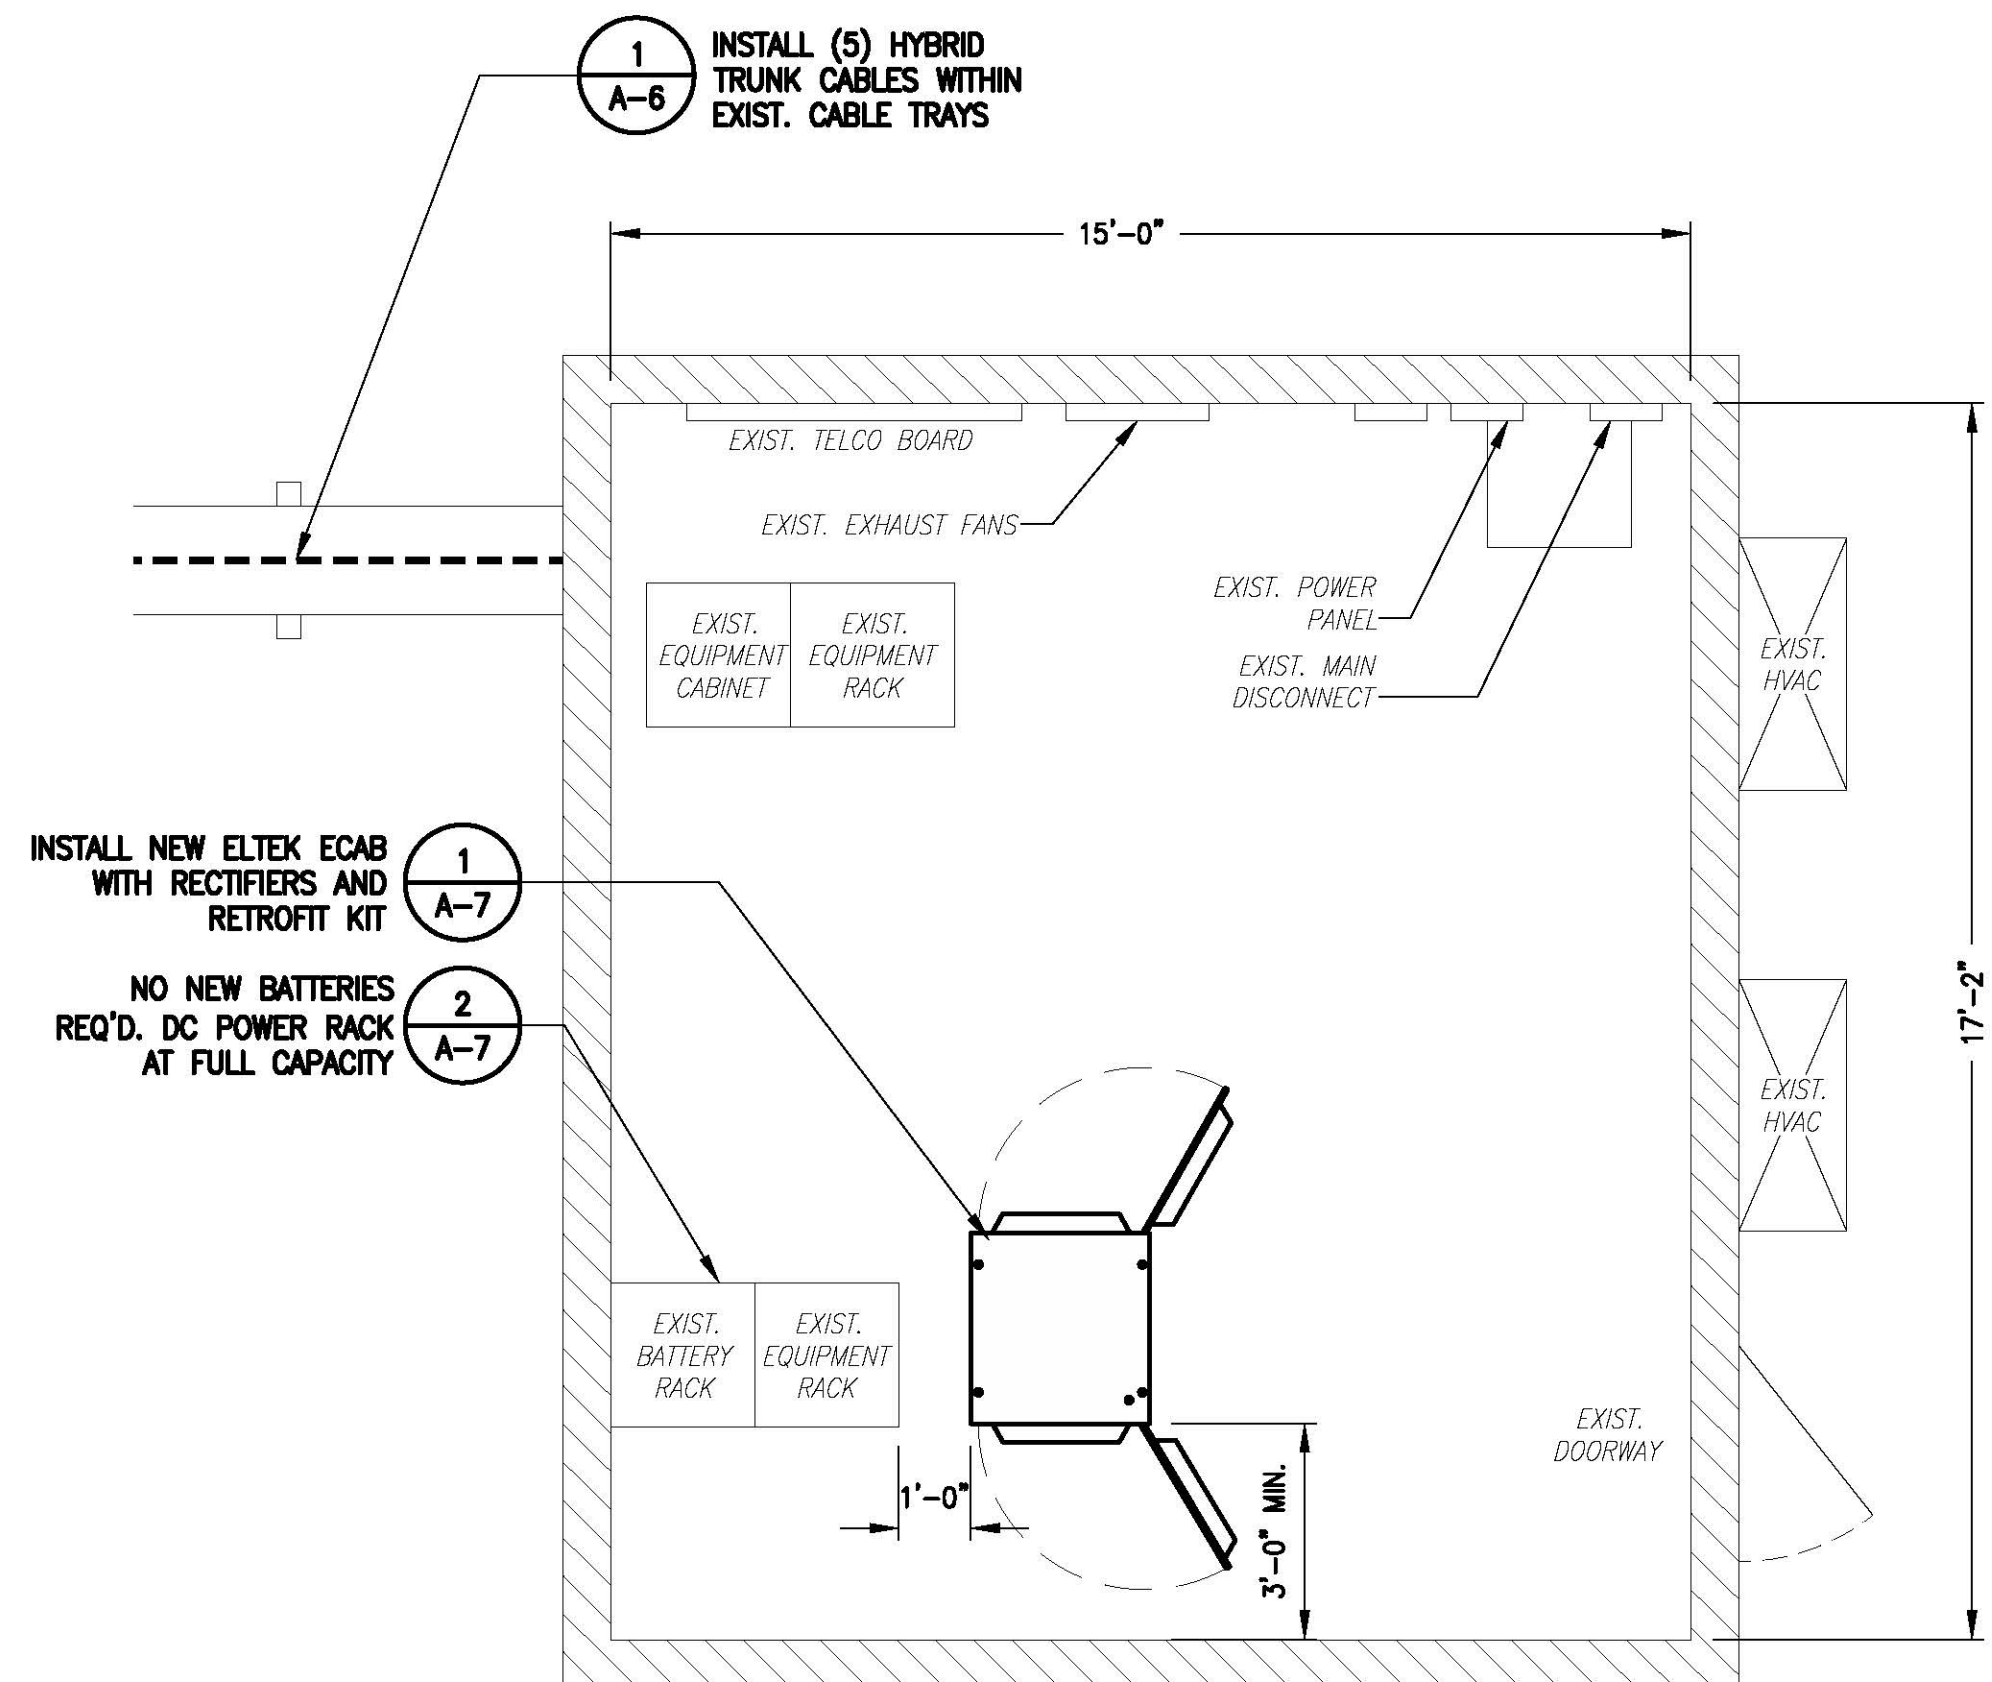 1
A-6
INSTALL (5) HYBRID
TRUNK CABLES WITHIN
EXIST. CABLE TRAYS
15'-0"
EXIST. TELCO BOARD
EXIST. EXHAUST FANS
EXIST. POWER
PANEL
EXIST. MAIN
DISCONNECT
EXIST.
EQUIPMENT
CABINET
EXIST.
EQUIPMENT
RACK
EXIST.
HVAC
INSTALL NEW ELTEK ECAB
WITH RECTIFIERS AND
RETROFIT KIT
1
A-7
NO NEW BATTERIES
REQ'D. DC POWER RACK
AT FULL CAPACITY
2
A-7
17'-2"
EXIST.
HVAC
EXIST.
BATTERY
RACK
EXIST.
EQUIPMENT
RACK
EXIST.
DOORWAY
1'-0"
3'-0" MIN.